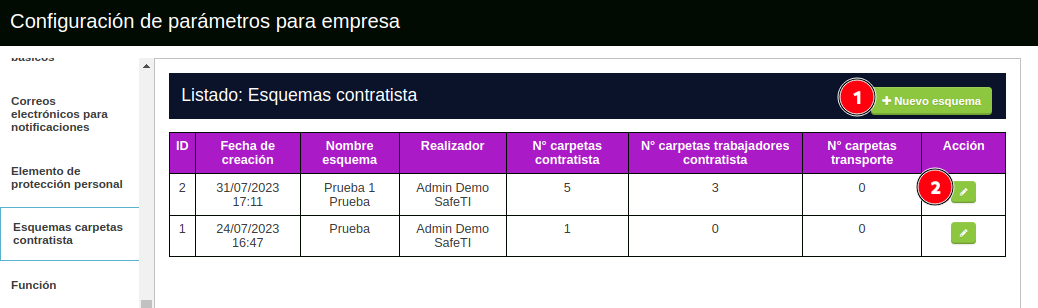 Configuración de parámetros para empresa
básicos
Correos
electrónicos para
notificaciones
Elemento de
protección personal
Esquemas carpetas
contratista
Función
Listado: Esquemas contratista
1
Nuevo esquema
ID
Fecha de
creación
Nombre
esquema
Realizador
N° carpetas
contratista
N° carpetas trabajadores
contratista
N° carpetas
transporte
Acción
2
31/07/2023
17:11
Prueba 1
Prueba
Admin Demo
SafeTI
5
3
0
2
1
24/07/2023
16:47
Prueba
Admin Demo
SafeTI
1
0
0